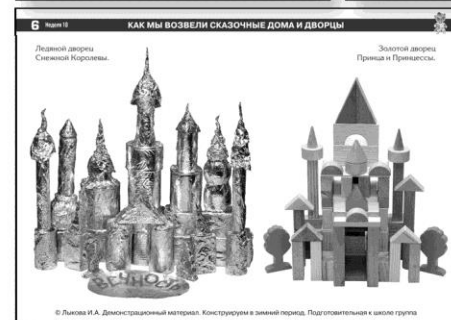 6 Неделя 10 КАК МЫ ВОЗВЕЛИ СКАЗОЧНЫЕ ДОМА И ДВОРЦЫ
Ледяной дворец
Снежной Королевы.
Золотой дворец
Принца и Принцессы.
ВЕЧНОСТЬ
© Лыкова И.А. Демонстрационный материал. Конструируем в зимний период. Подготовительная к школе группа